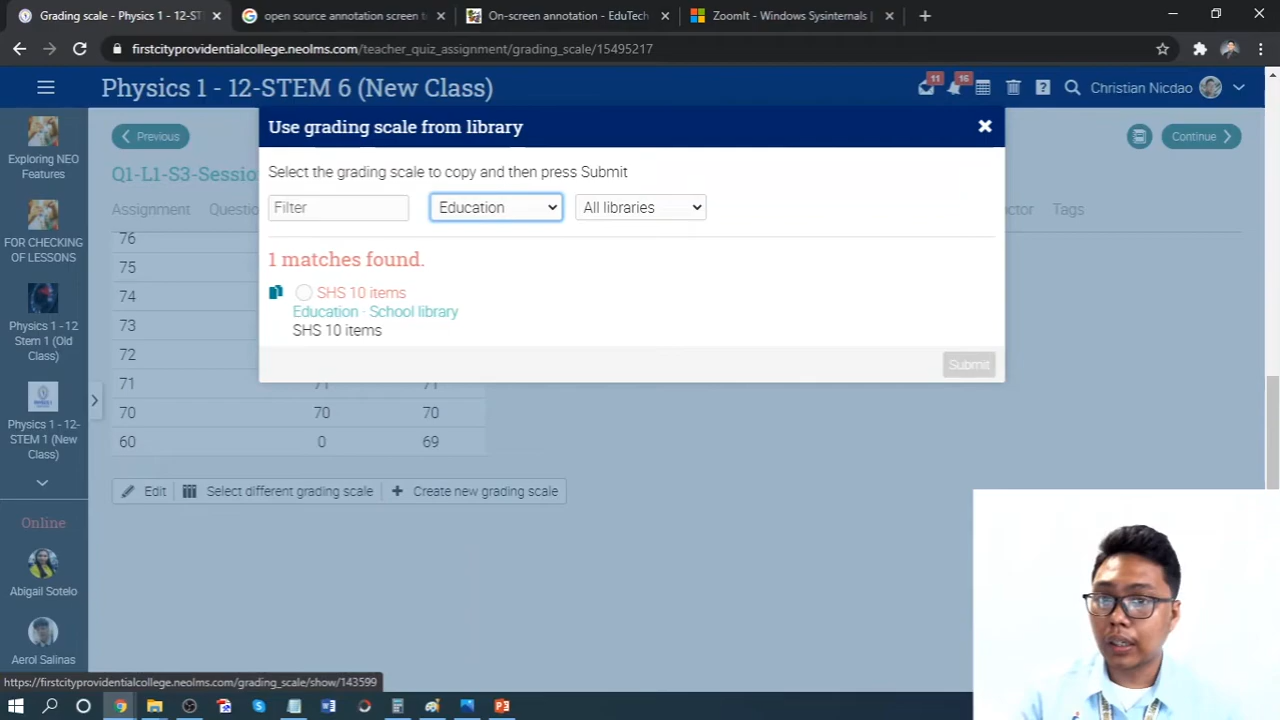 Grading scale - Physics 1 - 12-ST
open source annotation screen t
On-screen annotation - EduTech
ZoomIt - Windows Sysinternals |
firstcityprovidentialcollege.neolms.com/teacher_quiz_assignment/grading_scale/15495217
Physics 1 - 12-STEM 6 (New Class)
11
16
Christian Nicdao
Use grading scale from library
Previous
Continue
Exploring NEO
Features
Select the grading scale to copy and then press Submit
Q1-L1-S3-Sessio
Filter
Education
All libraries
Assignment
Tags
FOR CHECKING
OF LESSONS
76
1 matches found.
75
SHS 10 items
74
Education · School library
Physics 1 - 12
Stem 1 (Old
Class)
73
SHS 10 items
72
Submit
71 71 71
70 70 70
Physics 1 - 12-
STEM 1 (New
Class)
60 0 69
Edit
Select different grading scale
Create new grading scale
Online
Abigail Sotelo
Aerol Salinas
https://firstcityprovidentialcollege.neolms.com/grading_scale/show/143599